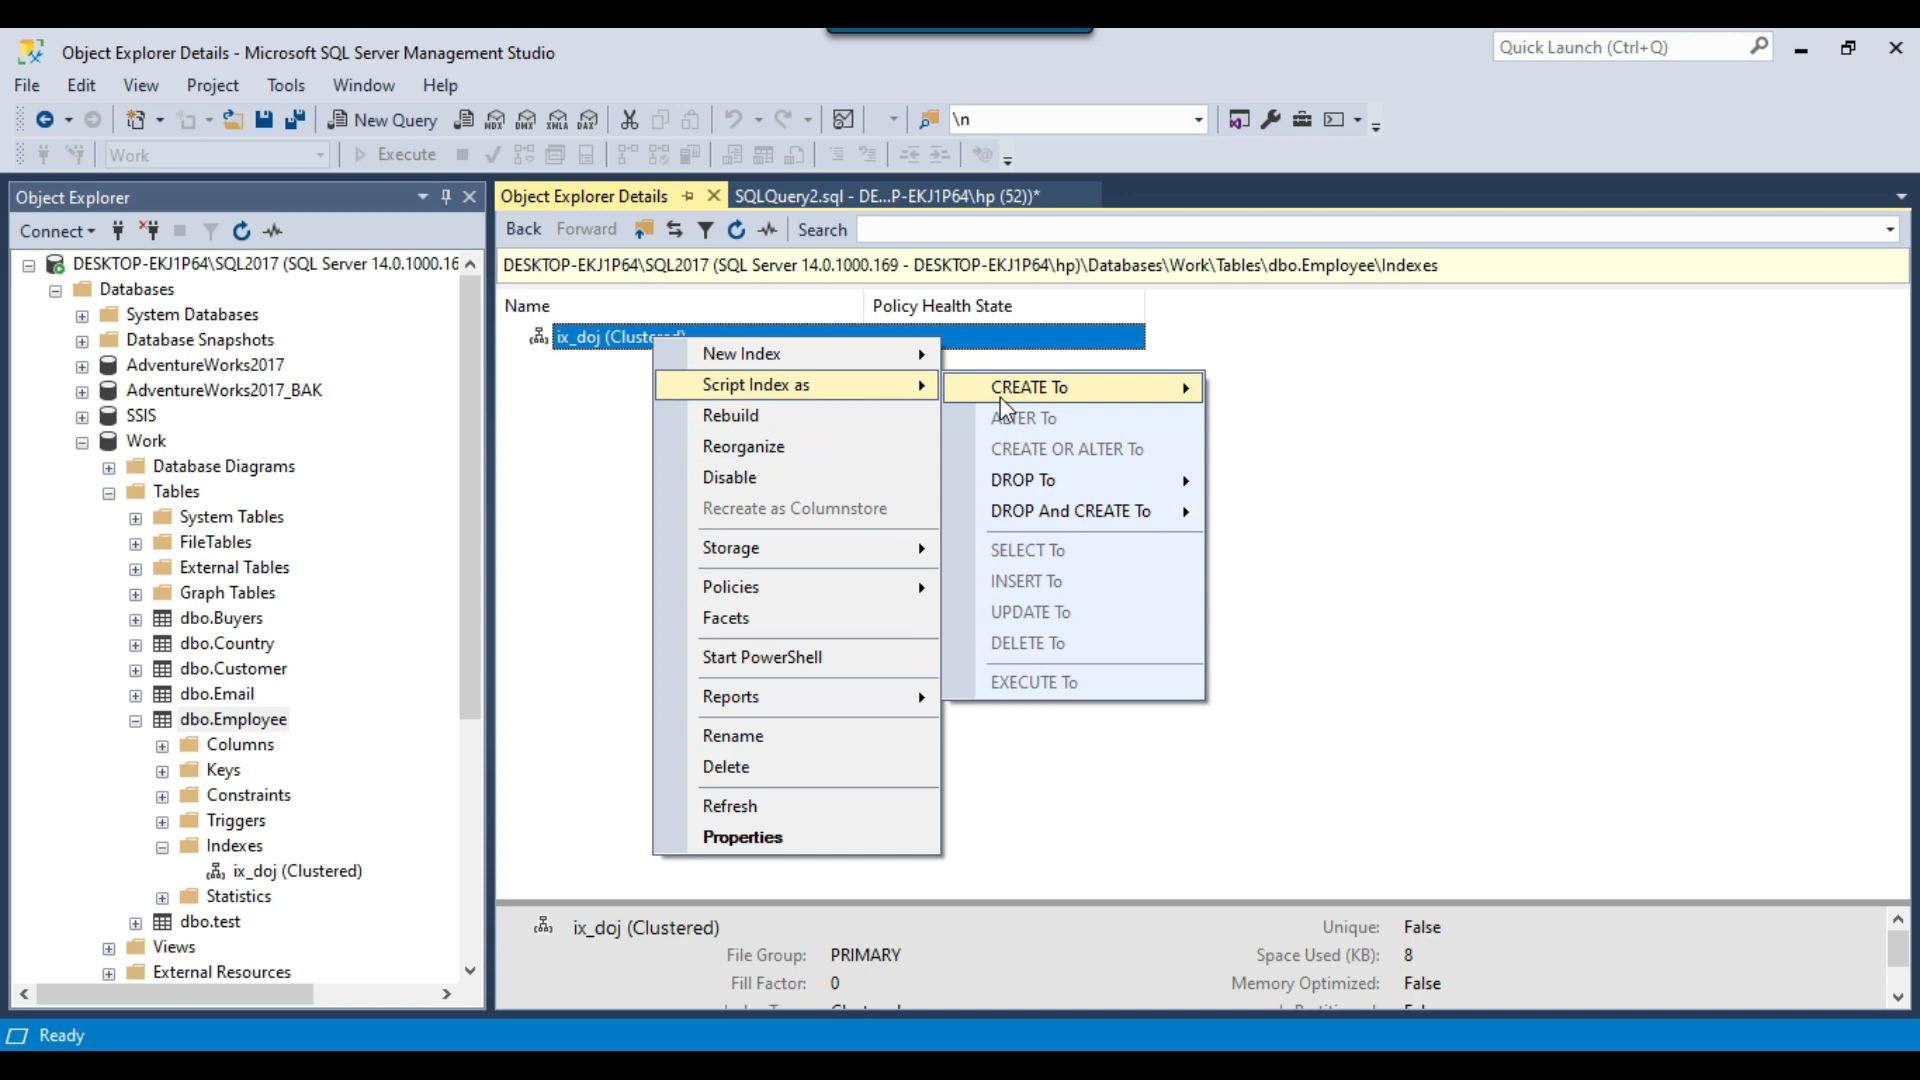 Object Explorer Details - Microsoft SQL Server Management Studio
Quick Launch (Ctrl+Q)
File Edit View Project Tools Window Help
New Query MDX DMX XMLA DAX \n
Work Execute
Object Explorer
Object Explorer Details SQLQuery2.sql - DE...P-EKJ1P64\hp (52))*
Connect
Back Forward Search
DESKTOP-EKJ1P64\SQL2017 (SQL Server 14.0.1000.169 - DESKTOP-EKJ1P64\hp)\Databases\Work\Tables\dbo.Employee\Indexes
DESKTOP-EKJ1P64\SQL2017 (SQL Server 14.0.1000.16
Databases
System Databases
Database Snapshots
AdventureWorks2017
AdventureWorks2017_BAK
SSIS
Work
Database Diagrams
Tables
System Tables
FileTables
External Tables
Graph Tables
dbo.Buyers
dbo.Country
dbo.Customer
dbo.Email
dbo.Employee
Columns
Keys
Constraints
Triggers
Indexes
ix_doj (Clustered)
Statistics
dbo.test
Views
External Resources
Name Policy Health State
ix_doj (Clustered)
New Index
Script Index as
Rebuild
Reorganize
Disable
Recreate as Columnstore
Storage
Policies
Facets
Start PowerShell
Reports
Rename
Delete
Refresh
Properties
CREATE To
ALTER To
CREATE OR ALTER To
DROP To
DROP And CREATE To
SELECT To
INSERT To
UPDATE To
DELETE To
EXECUTE To
ix_doj (Clustered)
Unique: False
File Group: PRIMARY
Space Used (KB): 8
Fill Factor: 0
Memory Optimized: False
Ready